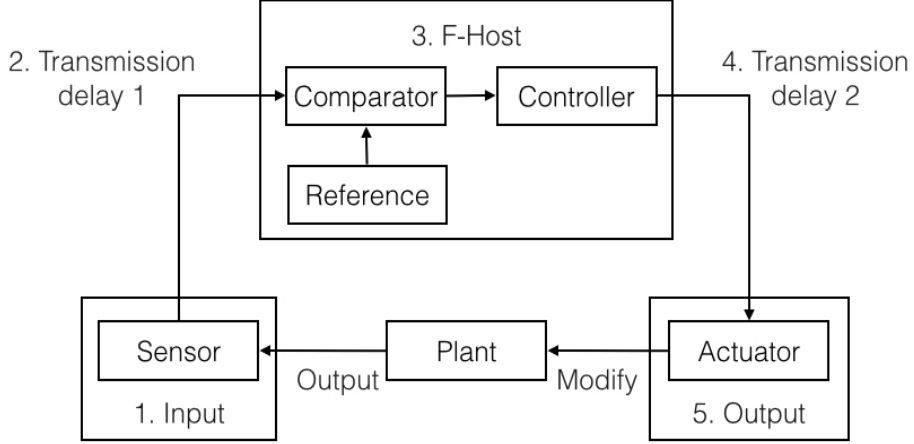 3. F-Host
2. Transmission
delay 1
4. Transmission
delay 2
Comparator
Controller
Reference
Sensor
Plant
Actuator
Output
Modify
1. Input
5. Output